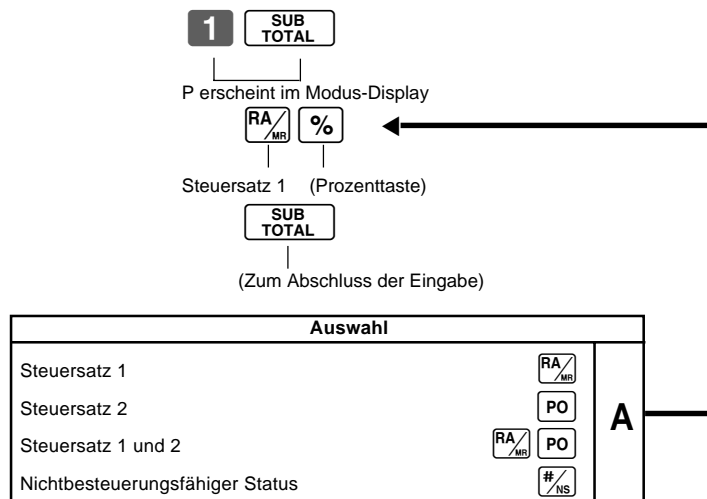 1 SUB TOTAL
P erscheint im Modus-Display
RA/MR %
Steuersatz 1 (Prozenttaste)
SUB TOTAL
(Zum Abschluss der Eingabe)
Auswahl
Steuersatz 1 RA/MR
Steuersatz 2 PO
A
Steuersatz 1 und 2 RA/MR PO
Nichtbesteuerungsfähiger Status #/NS